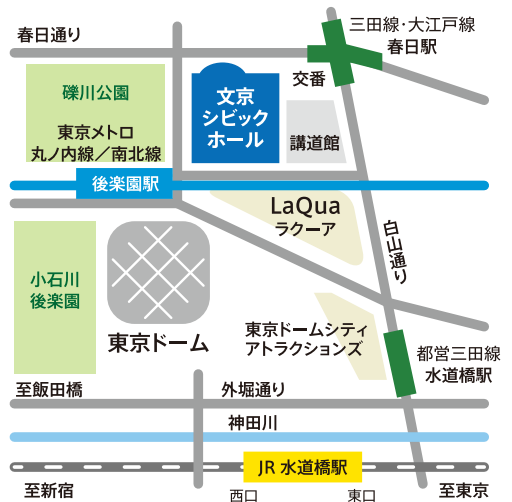 春日通り
三田線・大江戸線
春日駅
交番
礫川公園
文京
シビック
ホール
講道館
東京メトロ
丸ノ内線／南北線
後楽園駅
LaQua
ラクーア
白山通り
小石川
後楽園
東京ドーム
東京ドームシティ
アトラクションズ
都営三田線
水道橋駅
至飯田橋
外堀通り
神田川
JR 水道橋駅
至新宿
西口
東口
至東京